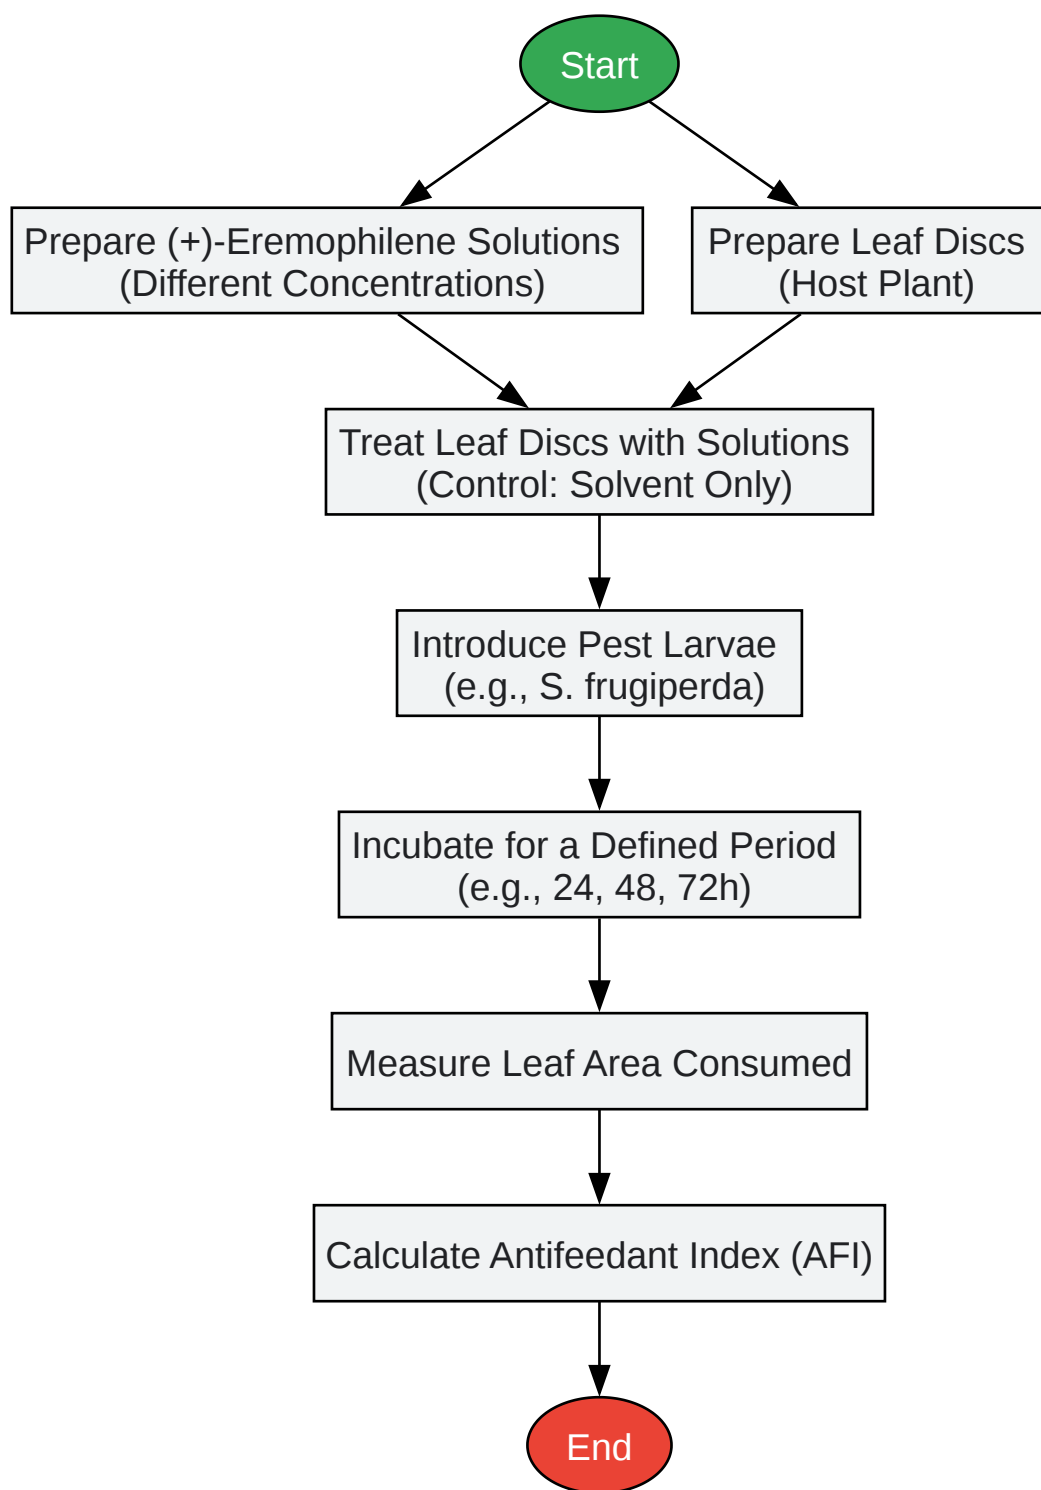 Start
Prepare (+)-Eremophilene Solutions
(Different Concentrations)
Prepare Leaf Discs
(Host Plant)
Treat Leaf Discs with Solutions
(Control: Solvent Only)
Introduce Pest Larvae
(e.g., S. frugiperda)
Incubate for a Defined Period
(e.g., 24, 48, 72h)
Measure Leaf Area Consumed
Calculate Antifeedant Index (AFI)
End